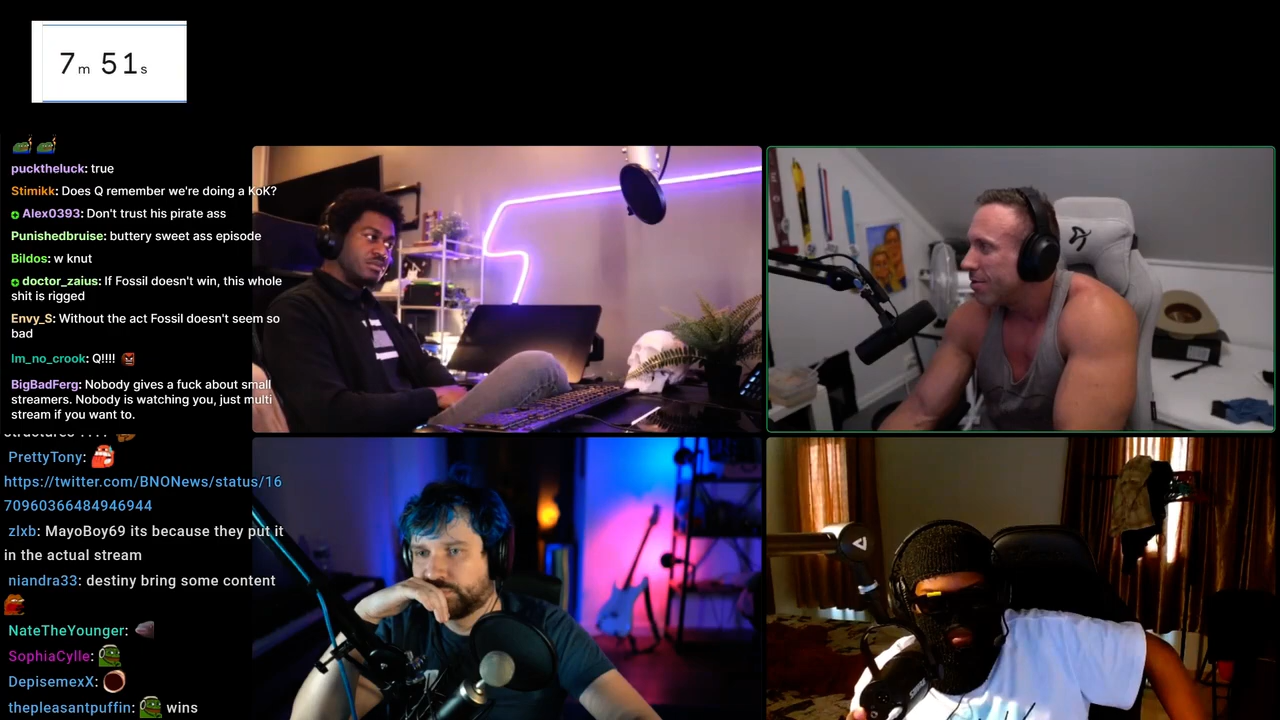 7m 51s
pucktheluck: true
Stimikk: Does Q remember we're doing a KoK?
Alex0393: Don't trust his pirate ass
Punishedbruise: buttery sweet ass episode
Bildos: w knut
doctor_zaius: If Fossil doesn't win, this whole
shit is rigged
Envy_S: Without the act Fossil doesn't seem so
bad
Im_no_crook: Q!!!!
BigBadFerg: Nobody gives a fuck about small
streamers. Nobody is watching you, just multi
stream if you want to.
structures ????
PrettyTony:
https://twitter.com/BNONews/status/16
70960366484946944
zlxb: MayoBoy69 its because they put it
in the actual stream
niandra33: destiny bring some content
NateTheYounger:
SophiaCylle:
DepisemexX:
thepleasantpuffin: wins